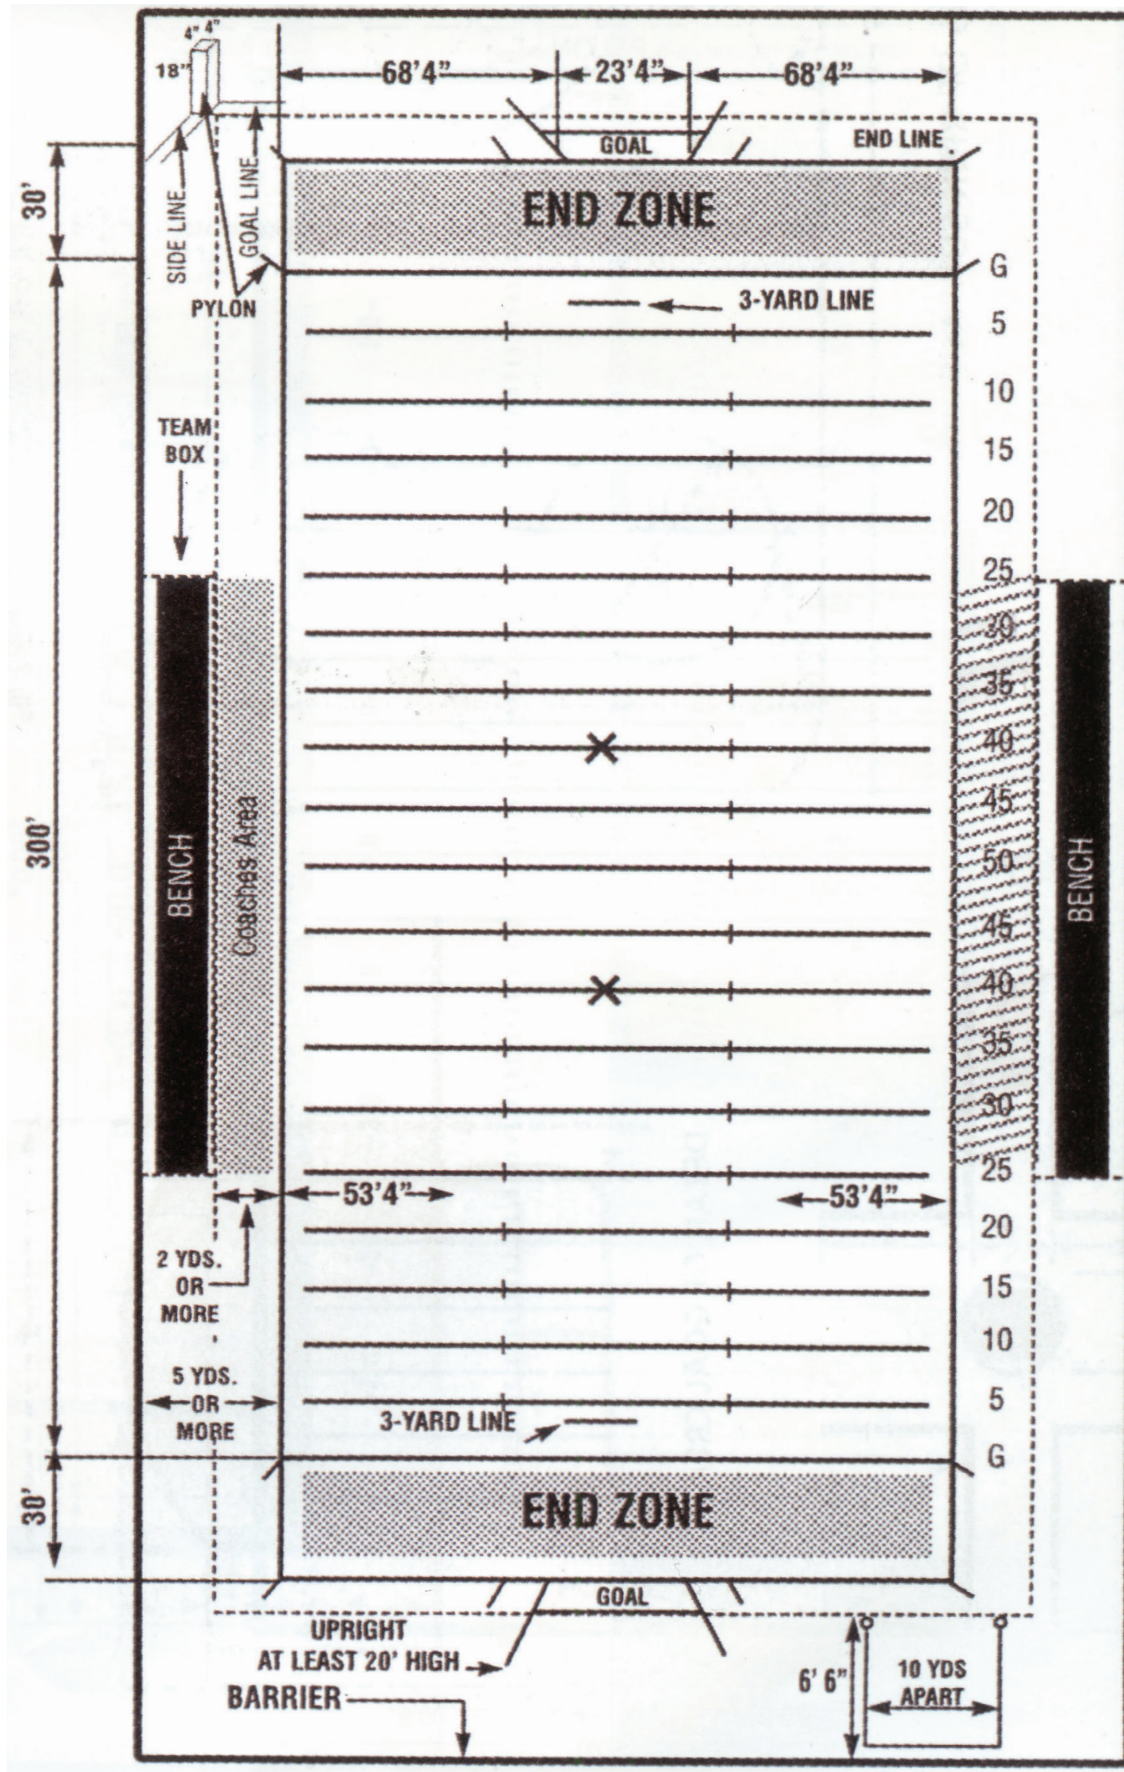 4" 4"
18"
68'4" 23'4" 68'4"
GOAL
END LINE
30'
SIDE LINE
GOAL LINE
END ZONE
G
PYLON
3-YARD LINE
5
10
TEAM
BOX
15
20
25
30
35
40
45
300'
BENCH
Coaches Area
50
BENCH
45
40
35
30
25
53'4" 53'4"
20
2 YDS.
OR
MORE
15
10
5 YDS.
OR
MORE
5
3-YARD LINE
G
30'
END ZONE
GOAL
UPRIGHT
AT LEAST 20' HIGH
6' 6"
10 YDS
APART
BARRIER